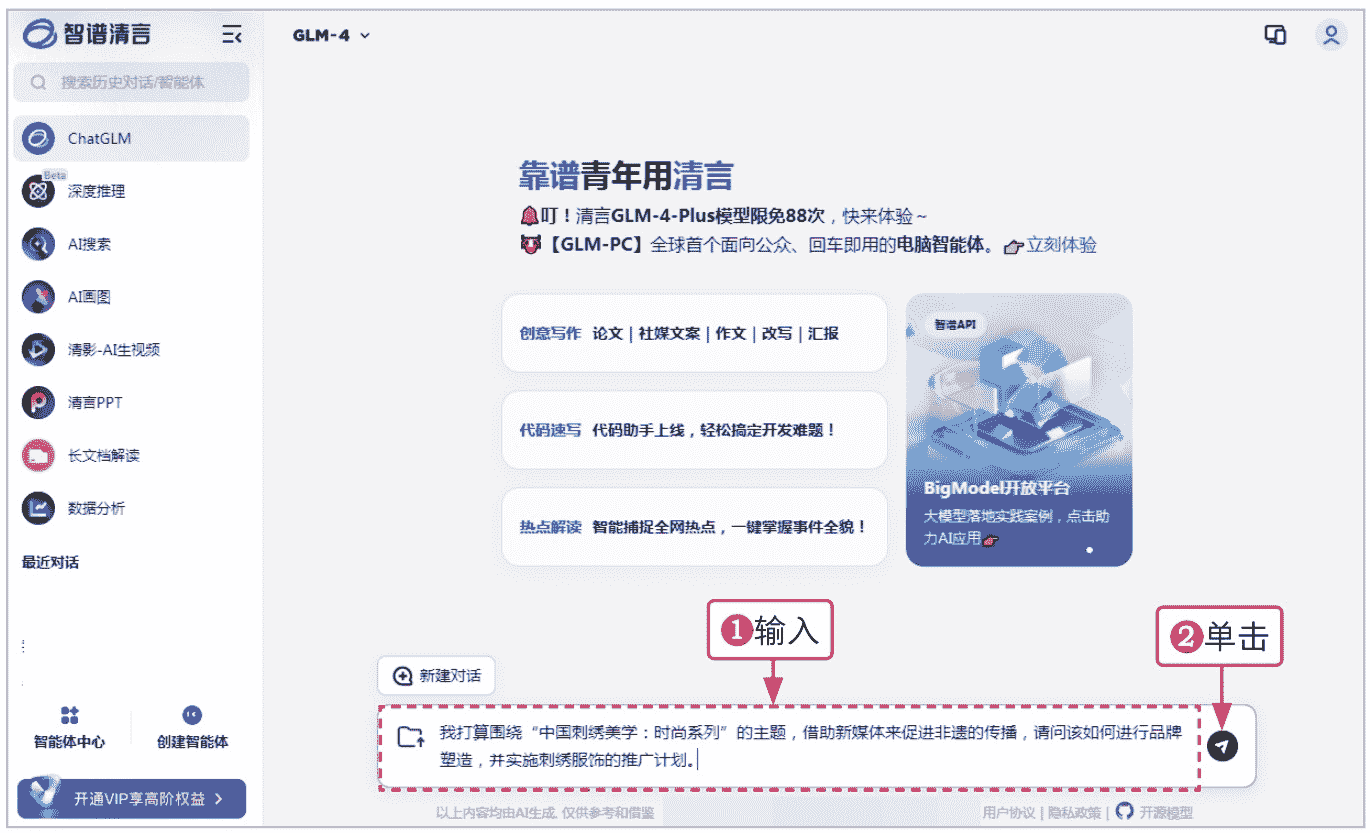 智谱清言
搜索历史对话/智能体
ChatGLM
Beta
深度推理
AI搜索
AI画图
清影-AI生视频
清言PPT
长文档解读
数据分析
最近对话
智能体中心
创建智能体
开通VIP享高阶权益 >
GLM-4
靠谱青年用清言
叮！清言GLM-4-Plus模型限免88次，快来体验~
【GLM-PC】全球首个面向公众、回车即用的电脑智能体。立刻体验
创意写作 论文 | 社媒文案 | 作文 | 改写 | 汇报
代码速写 代码助手上线，轻松搞定开发难题！
热点解读 智能捕捉全网热点，一键掌握事件全貌！
智谱API
BigModel开放平台
大模型落地实践案例，点击助
力AI应用
❶输入
❷单击
新建对话
我打算围绕“中国刺绣美学：时尚系列”的主题，借助新媒体来促进非遗的传播，请问该如何进行品牌
塑造，并实施刺绣服饰的推广计划。
以上内容均由AI生成, 仅供参考和借鉴
用户协议 | 隐私政策 | 开源模型